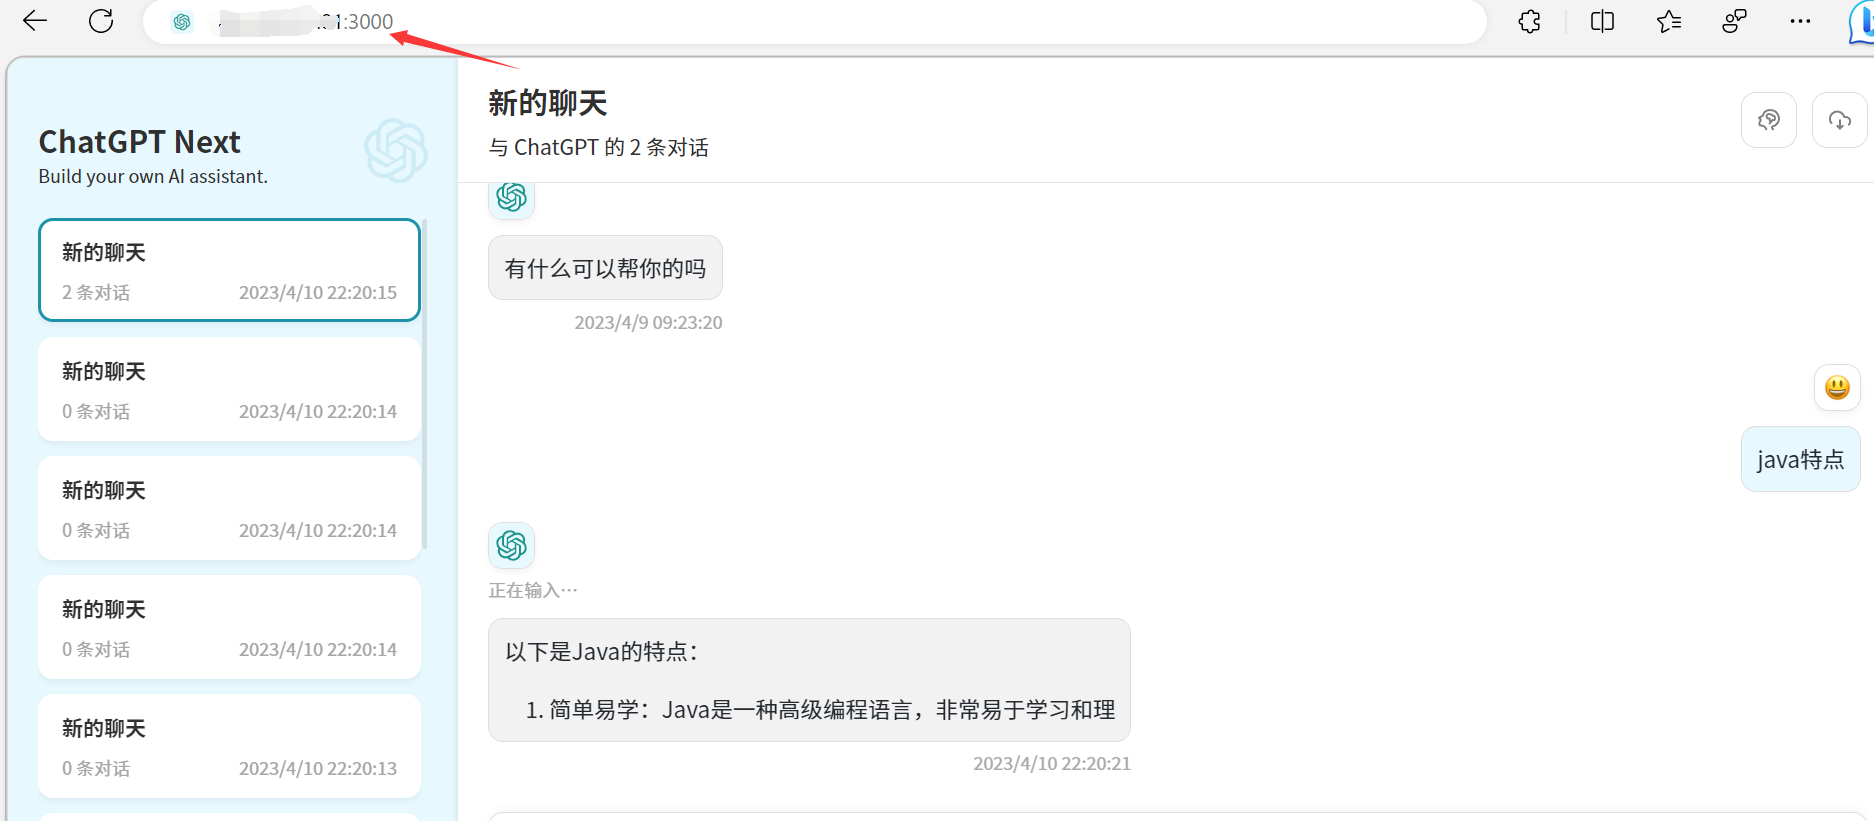 :3000
ChatGPT Next
Build your own AI assistant.
新的聊天
2 条对话 2023/4/10 22:20:15
新的聊天
0 条对话 2023/4/10 22:20:14
新的聊天
0 条对话 2023/4/10 22:20:14
新的聊天
0 条对话 2023/4/10 22:20:14
新的聊天
0 条对话 2023/4/10 22:20:13
新的聊天
与 ChatGPT 的 2 条对话
有什么可以帮你的吗
2023/4/9 09:23:20
java特点
正在输入…
以下是Java的特点：
1. 简单易学：Java是一种高级编程语言，非常易于学习和理
2023/4/10 22:20:21